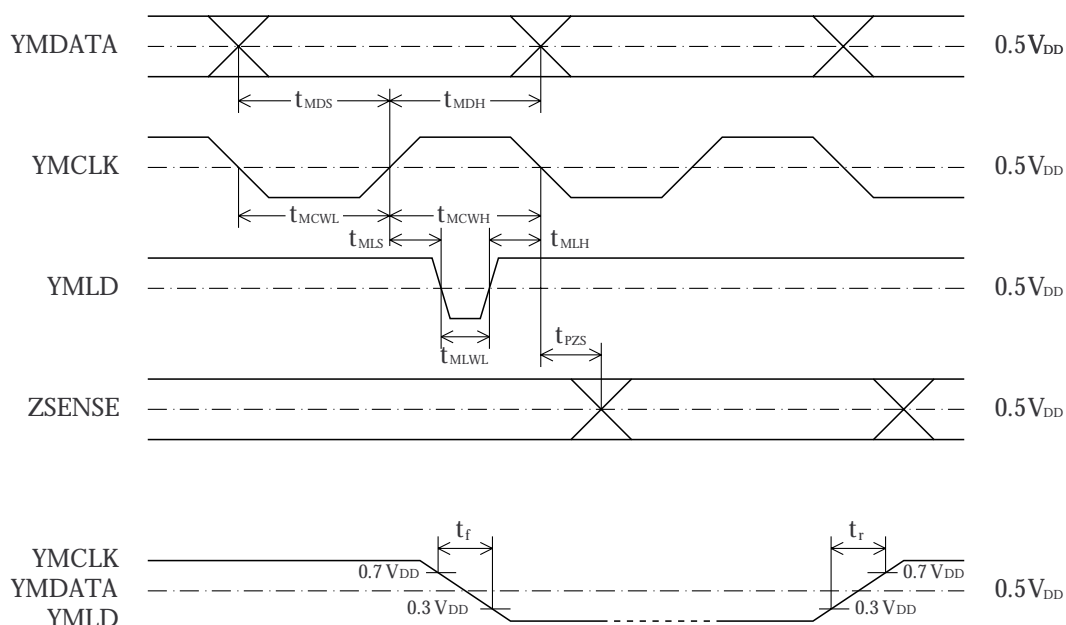 YMDATA 0.5VDD
tMDS tMDH
YMCLK 0.5VDD
tMCWL tMCWH
tMLS tMLH
YMLD 0.5VDD
tPZS
tMLWL
ZSENSE 0.5VDD
tf tr
YMCLK
0.7 VDD 0.7 VDD
YMDATA 0.5VDD
0.3 VDD 0.3 VDD
YMLD